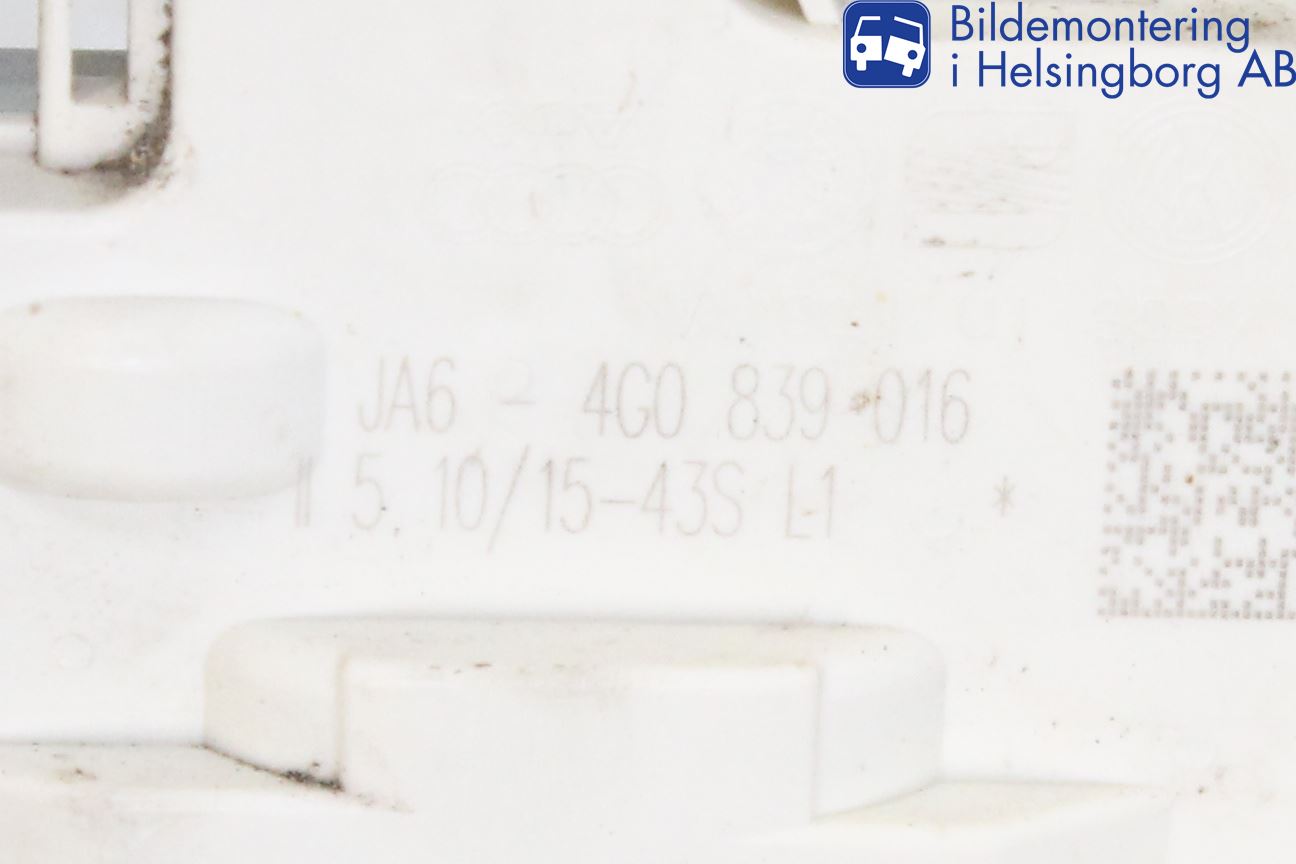 Bildemontering
i Helsingborg AB
JA6 - 4G0 839 016
5. 10/15-43S L1 *